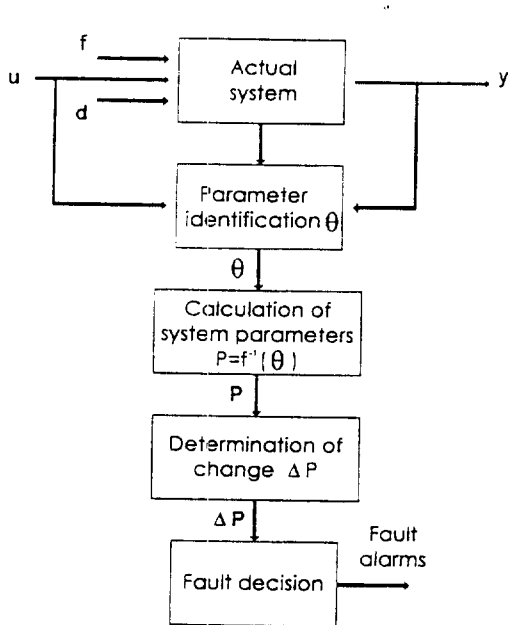 f
Actual
system
u
y
d
Parameter
identification θ
θ
Calculation of
system parameters
P=f⁻¹(θ)
P
Determination of
change ΔP
ΔP
Fault
alarms
Fault decision